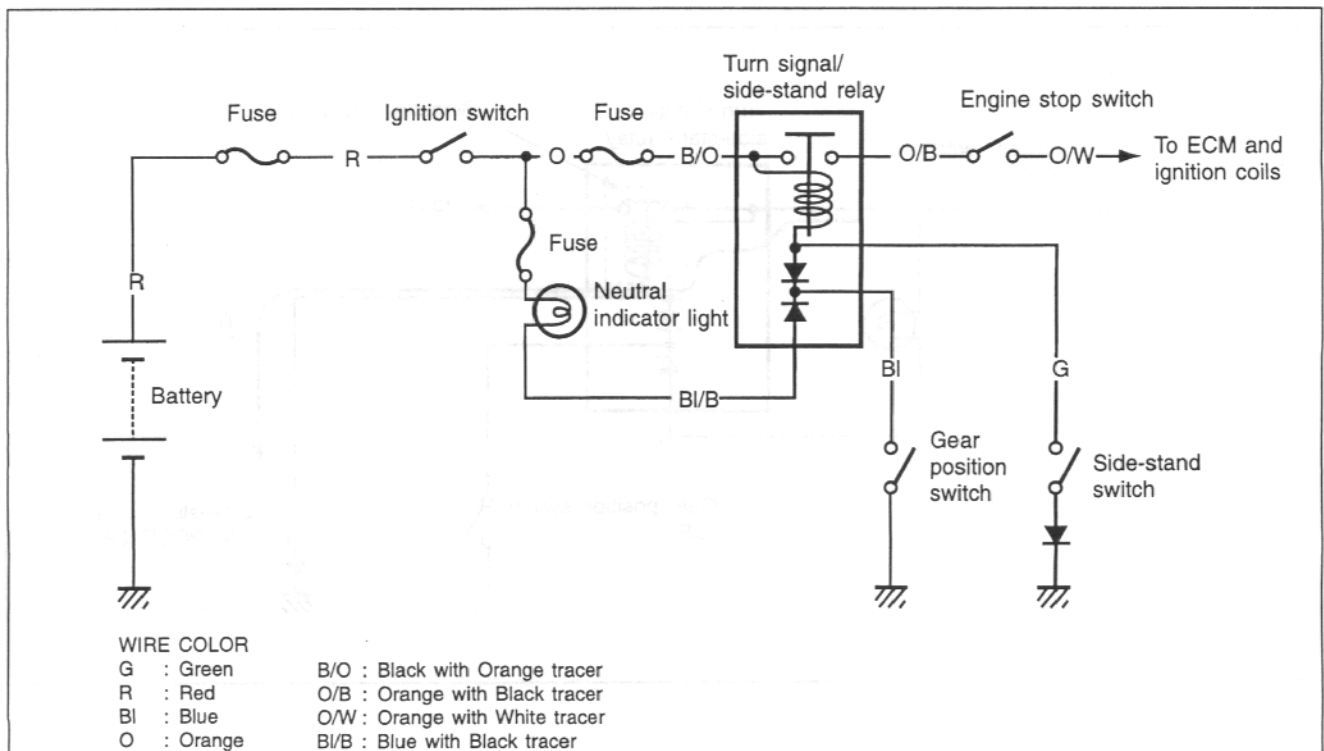 Turn signal/
side-stand relay
Fuse
Ignition switch
Fuse
Engine stop switch
R
O
B/O
O/B
O/W
To ECM and
ignition coils
Fuse
R
Neutral
indicator light
Battery
Bl/B
Bl
G
Gear
position
switch
Side-stand
switch
WIRE COLOR
G : Green B/O : Black with Orange tracer
R : Red O/B : Orange with Black tracer
Bl : Blue O/W : Orange with White tracer
O : Orange Bl/B : Blue with Black tracer